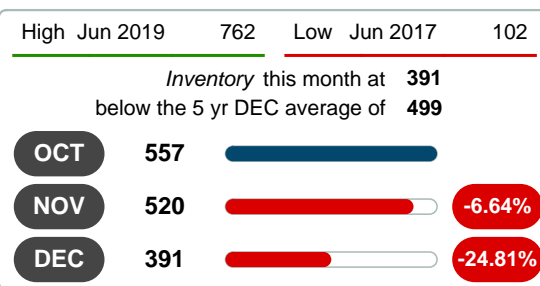 High Jun 2019 762 Low Jun 2017 102
Inventory this month at 391
below the 5 yr DEC average of 499
OCT 557
NOV 520 -6.64%
DEC 391 -24.81%